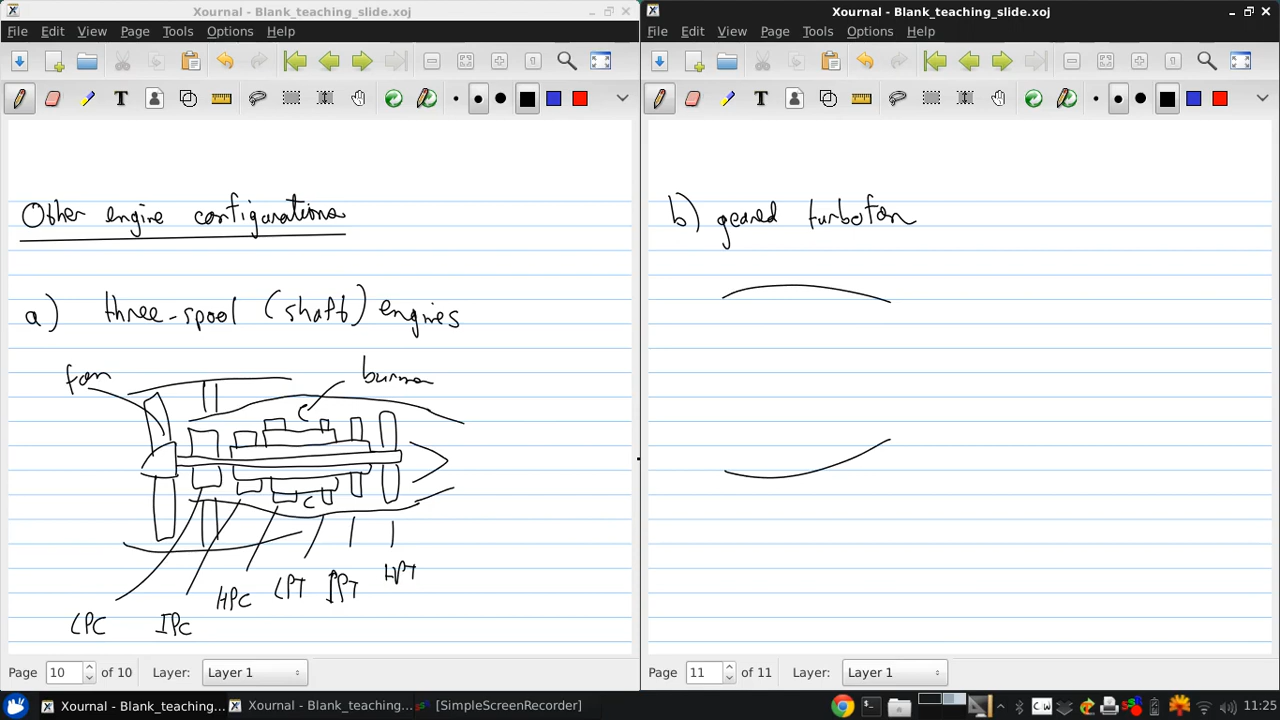 Xournal - Blank_teaching_slide.xoj
File Edit View Page Tools Options Help
Other engine configurations
a) three-spool (shaft) engines
fan
burner
HPC LPT IPT HPT
LPC IPC
Page 10 of 10 Layer: Layer 1
Xournal - Blank_teaching_slide.xoj
File Edit View Page Tools Options Help
b) geared turbofan
Page 11 of 11 Layer: Layer 1
Xournal - Blank_teaching... Xournal - Blank_teaching... [SimpleScreenRecorder] 11:25